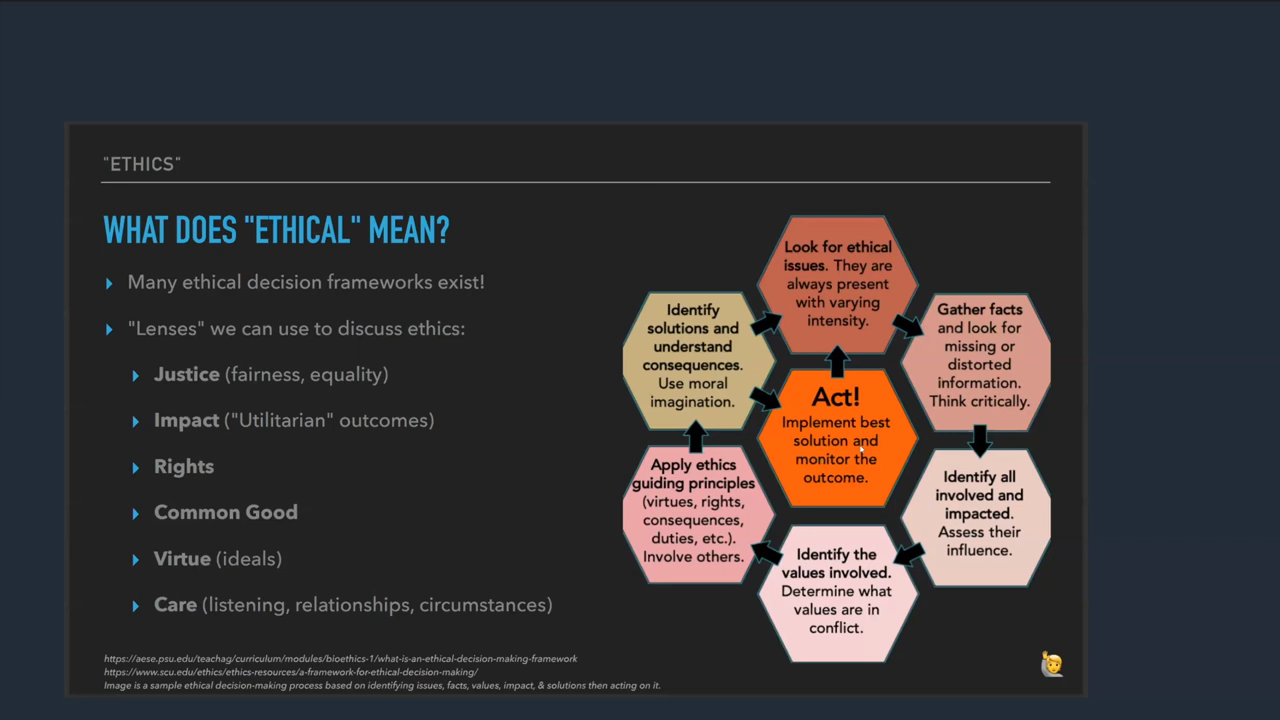 "ETHICS"
WHAT DOES "ETHICAL" MEAN?
Many ethical decision frameworks exist!
"Lenses" we can use to discuss ethics:
Justice (fairness, equality)
Impact ("Utilitarian" outcomes)
Rights
Common Good
Virtue (ideals)
Care (listening, relationships, circumstances)
Look for ethical
issues. They are
always present
with varying
intensity.
Gather facts
and look for
missing or
distorted
information.
Think critically.
Identify all
involved and
impacted.
Assess their
influence.
Identify the
values involved.
Determine what
values are in
conflict.
Apply ethics
guiding principles
(virtues, rights,
consequences,
duties, etc.).
Involve others.
Identify
solutions and
understand
consequences.
Use moral
imagination.
Act!
Implement best
solution and
monitor the
outcome.
https://aese.psu.edu/teachag/curriculum/modules/bioethics-1/what-is-an-ethical-decision-making-framework
https://www.scu.edu/ethics/ethics-resources/a-framework-for-ethical-decision-making/
Image is a sample ethical decision-making process based on identifying issues, facts, values, impact, & solutions then acting on it.